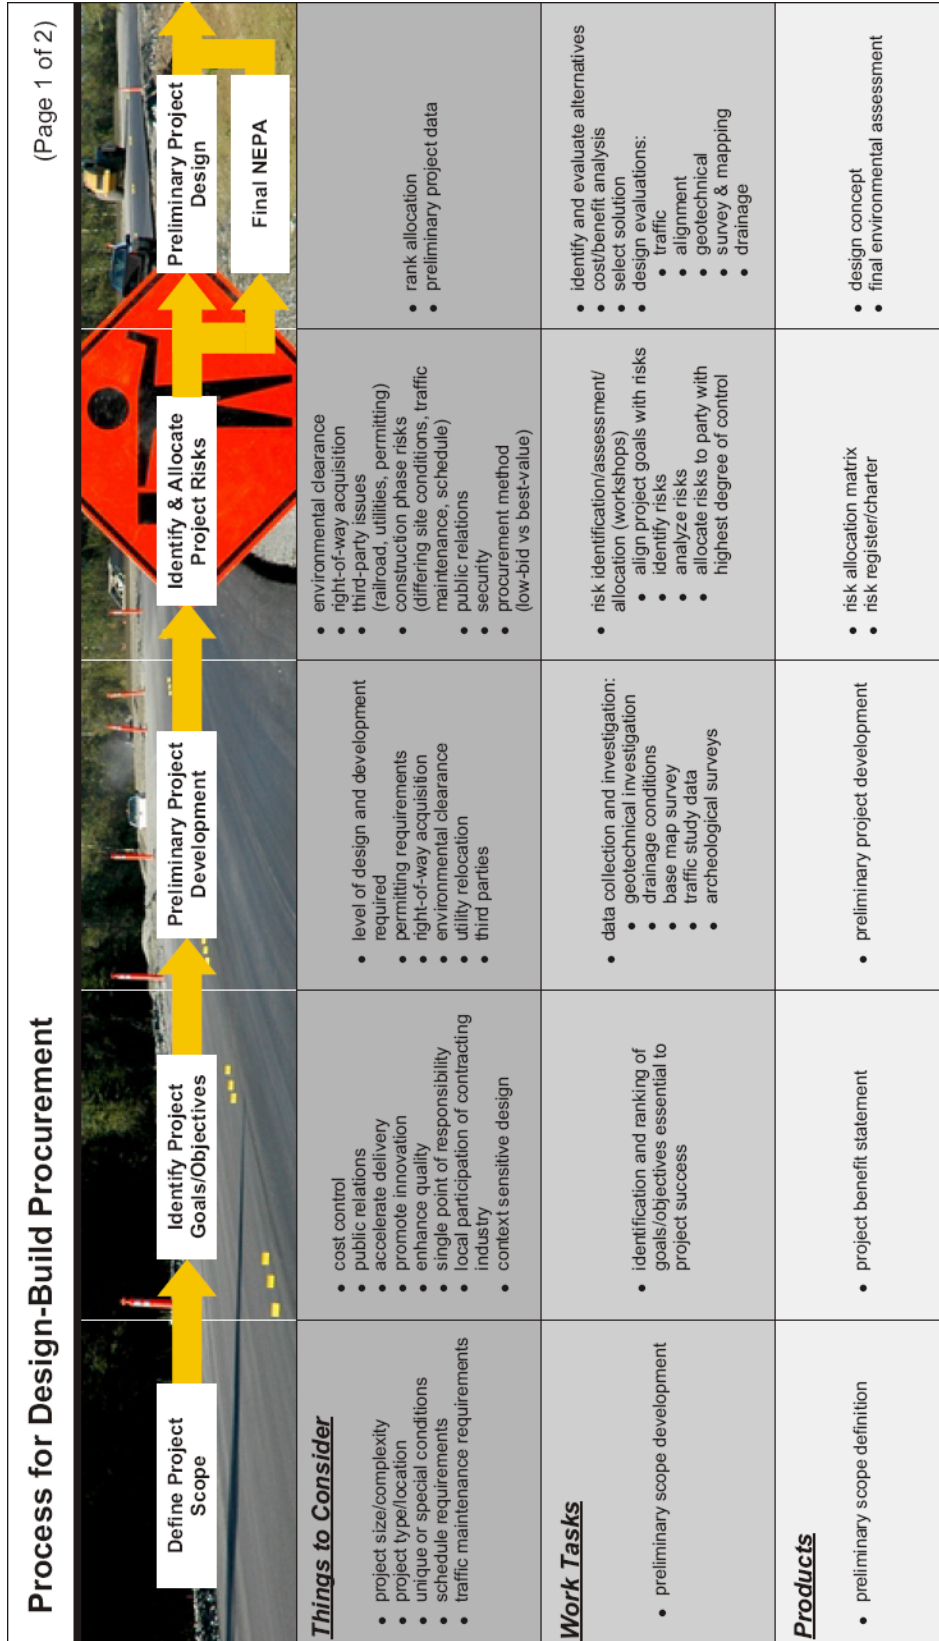 Process for Design-Build Procurement
(Page 1 of 2)
Define Project
Scope
Identify Project
Goals/Objectives
Preliminary Project
Development
Identify & Allocate
Project Risks
Preliminary Project
Design
Final NEPA
Things to Consider
• project size/complexity
• project type/location
• unique or special conditions
• schedule requirements
• traffic maintenance requirements
• cost control
• public relations
• accelerate delivery
• promote innovation
• enhance quality
• single point of responsibility
• local participation of contracting
industry
• context sensitive design
• level of design and development
required
• permitting requirements
• right-of-way acquisition
• environmental clearance
• utility relocation
• third parties
• environmental clearance
• right-of-way acquisition
• third-party issues
(railroad, utilities, permitting)
• construction phase risks
(differing site conditions, traffic
maintenance, schedule)
• public relations
• security
• procurement method
(low-bid vs best-value)
• rank allocation
• preliminary project data
Work Tasks
• preliminary scope development
• identification and ranking of
goals/objectives essential to
project success
• data collection and investigation:
• geotechnical investigation
• drainage conditions
• base map survey
• traffic study data
• archeological surveys
• risk identification/assessment/
allocation (workshops)
• align project goals with risks
• identify risks
• analyze risks
• allocate risks to party with
highest degree of control
• identify and evaluate alternatives
• cost/benefit analysis
• select solution
• design evaluations:
• traffic
• alignment
• geotechnical
• survey & mapping
• drainage
Products
• preliminary scope definition
• project benefit statement
• preliminary project development
• risk allocation matrix
• risk register/charter
• design concept
• final environmental assessment